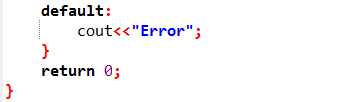 default:
cout<<"Error";
}
return 0;
}